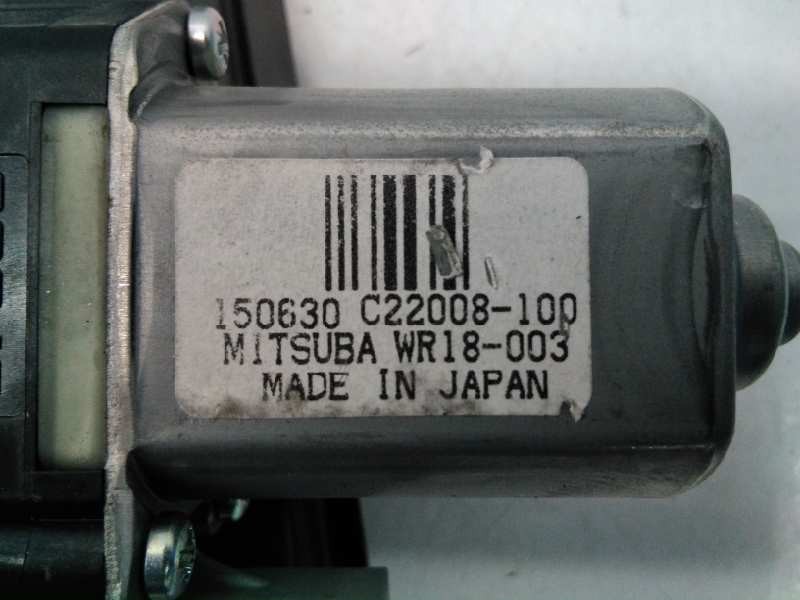 150630 C22008-100
MITSUBA WR18-003
MADE IN JAPAN